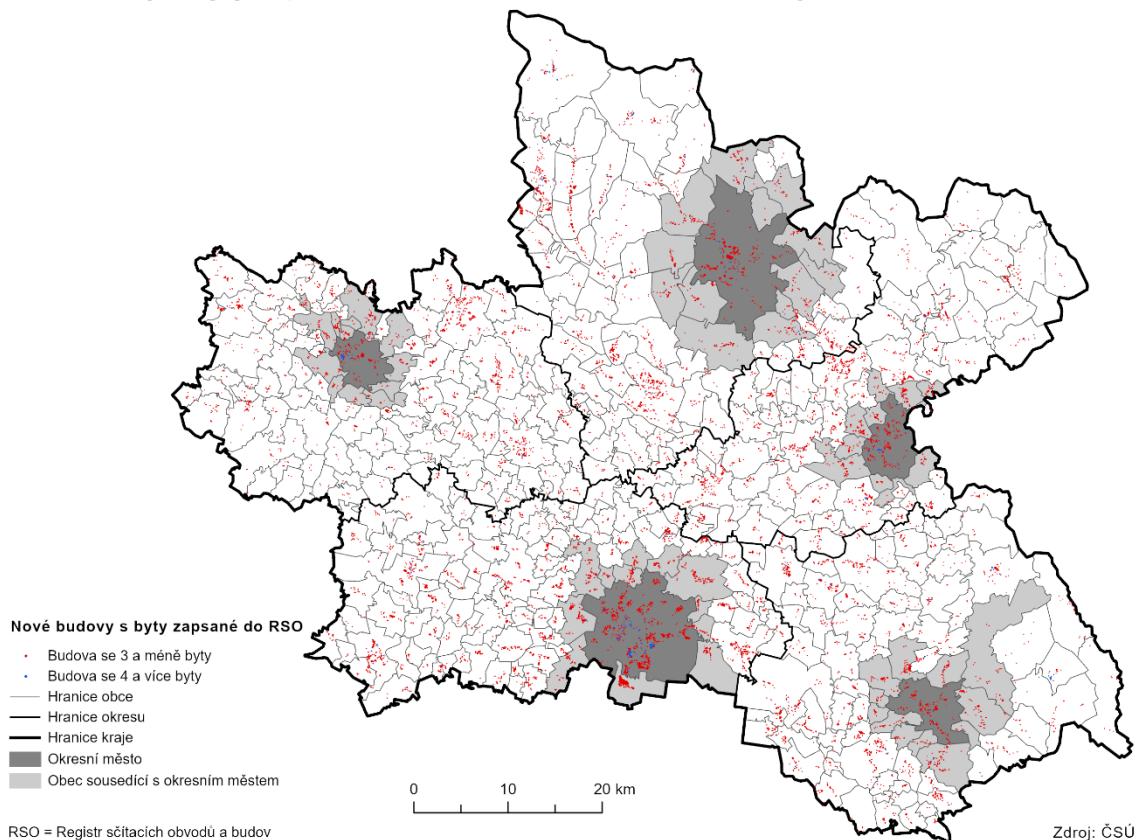 Nové budovy s byty zapsané do RSO
Budova se 3 a méně byty
Budova se 4 a více byty
Hranice obce
Hranice okresu
Hranice kraje
Okresní město
Obec sousedící s okresním městem
0 10 20 km
RSO = Registr sčítacích obvodů a budov
Zdroj: ČSÚ